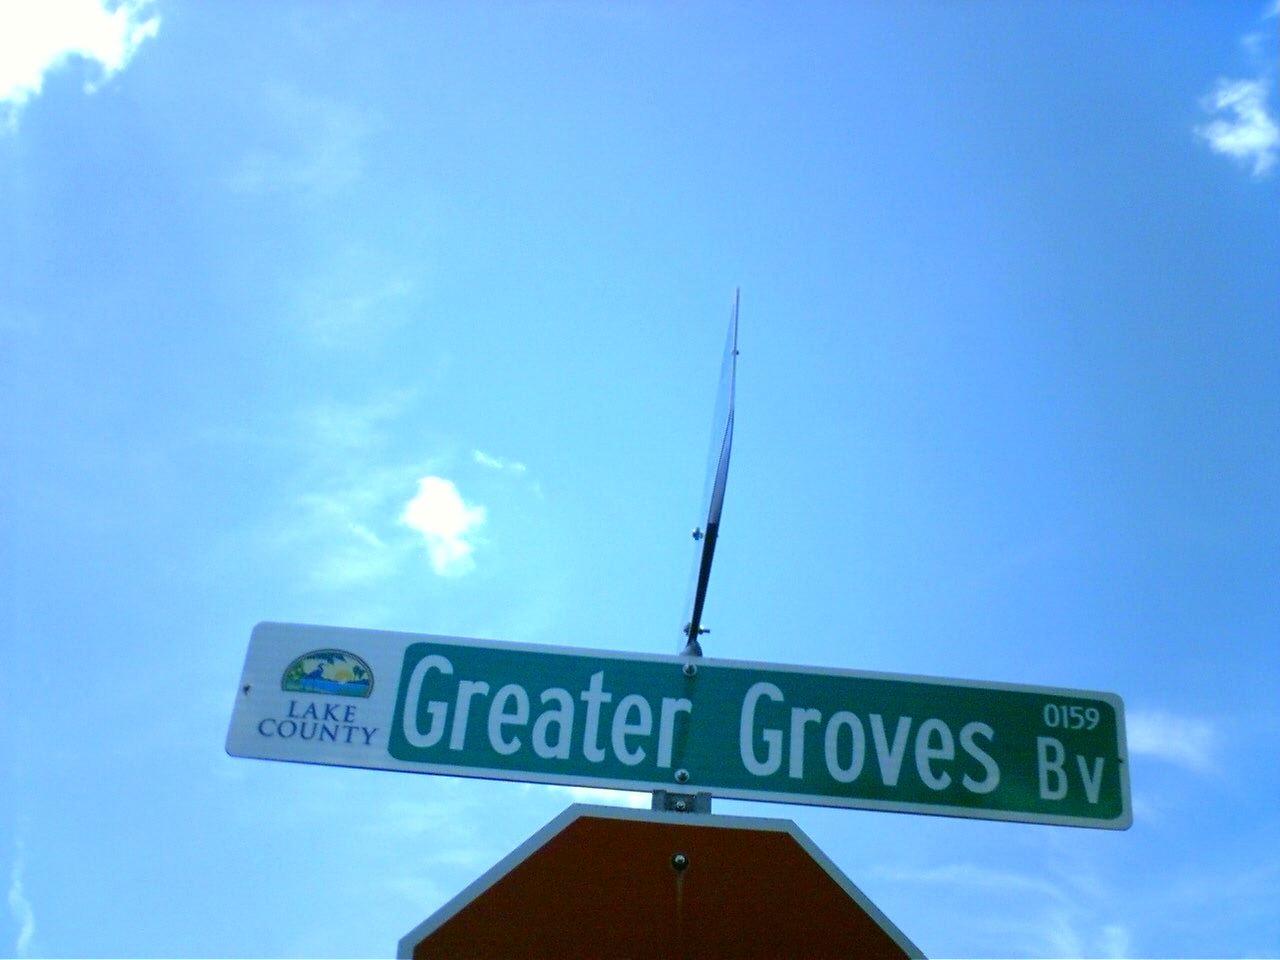 LAKE
COUNTY
Greater Groves Bv
0159